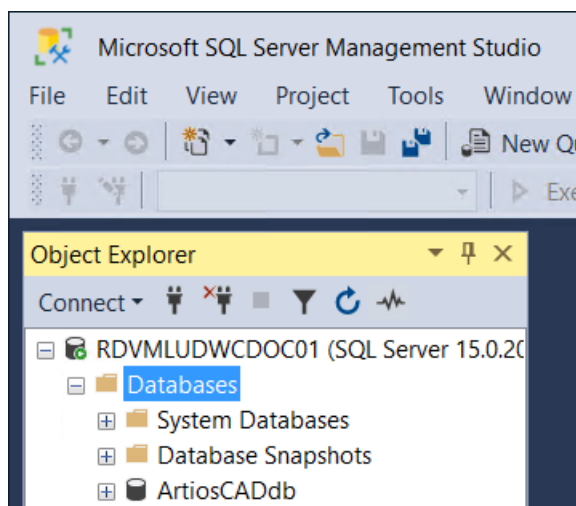 Microsoft SQL Server Management Studio
File Edit View Project Tools Window
New Qu
Exe
Object Explorer
Connect
RDVMLUDWCDOC01 (SQL Server 15.0.20
Databases
System Databases
Database Snapshots
ArtiosCADdb